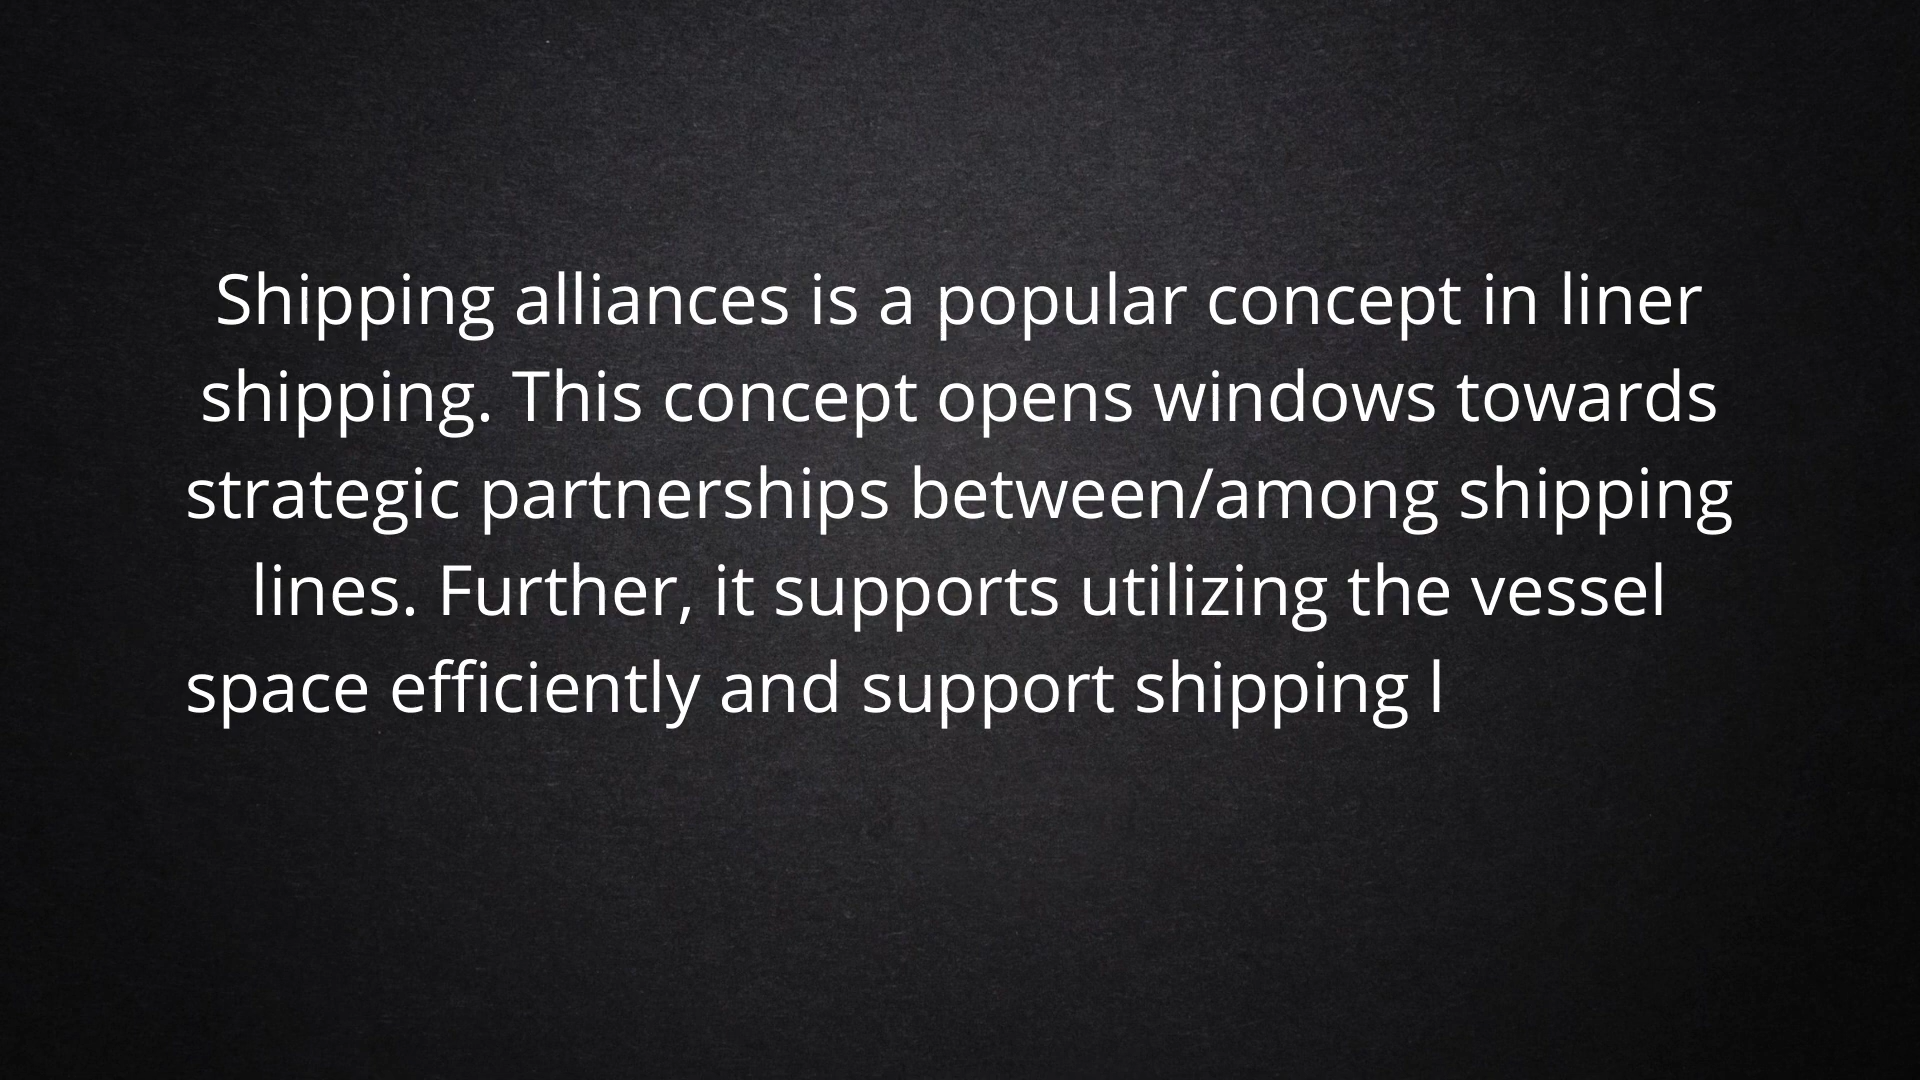 Shipping alliances is a popular concept in liner
shipping. This concept opens windows towards
strategic partnerships between/among shipping
lines. Further, it supports utilizing the vessel
space efficiently and support shipping l